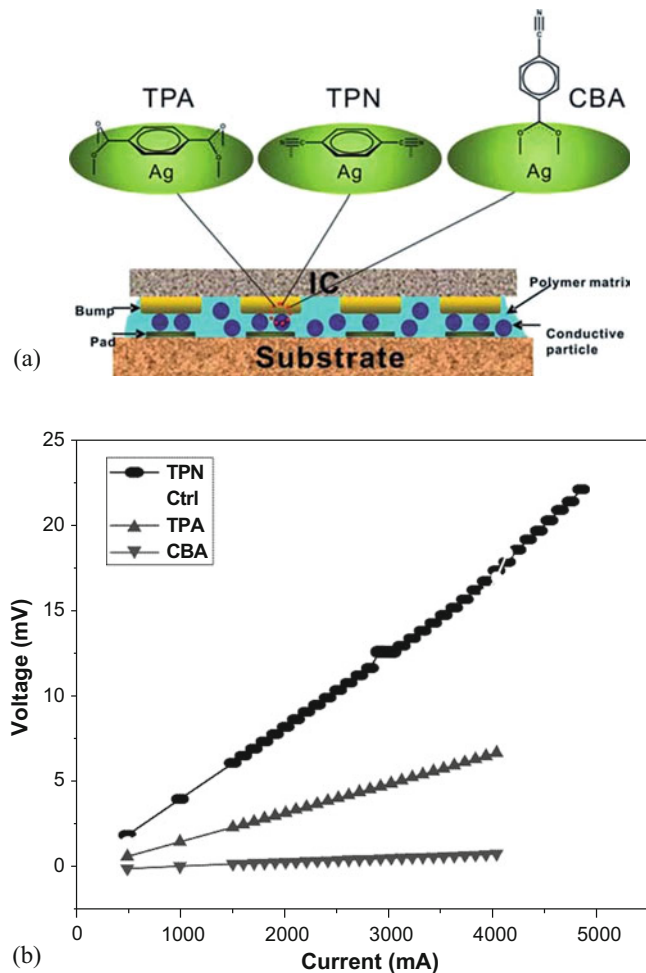 TPA
TPN
CBA
N
C
O O
N N
O O O O
Ag
Ag
Ag
IC
Bump
Polymer matrix
Pad
Conductive particle
Substrate
(a)
25
20
15
10
5
0
Voltage (mV)
TPN
Ctrl
TPA
CBA
0 1000 2000 3000 4000 5000
Current (mA)
(b)